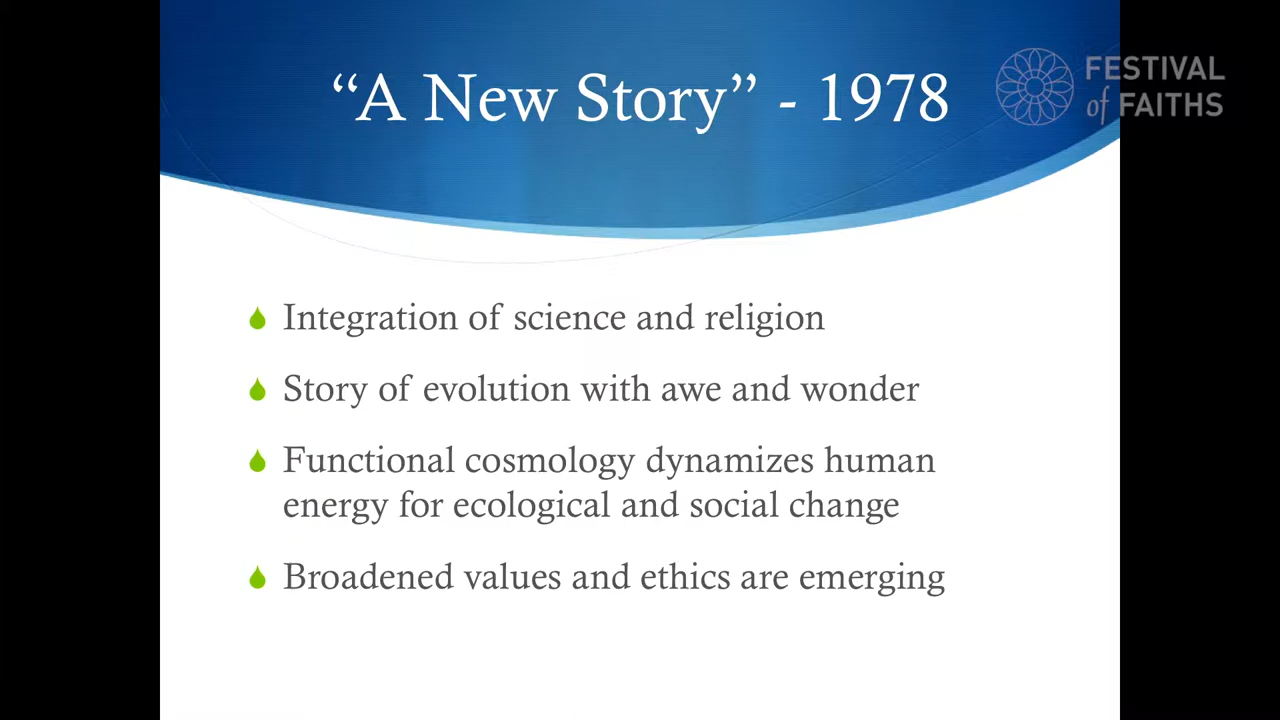 “A New Story” - 1978
FESTIVAL
of FAITHS
Integration of science and religion
Story of evolution with awe and wonder
Functional cosmology dynamizes human
energy for ecological and social change
Broadened values and ethics are emerging